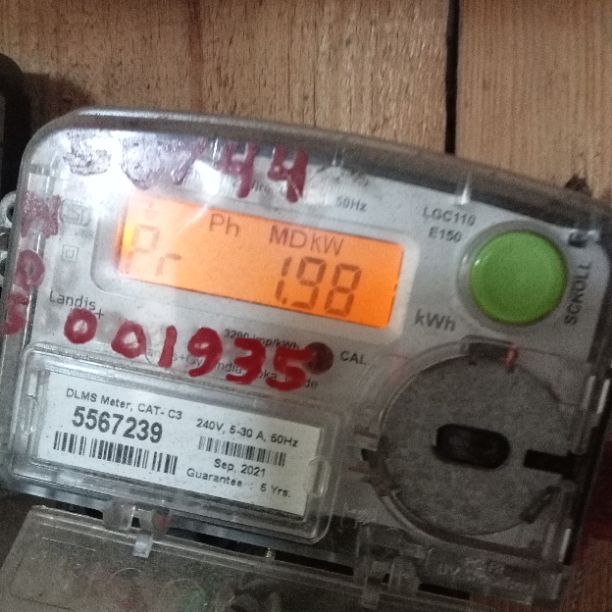 44
50Hz
LGC110
E150
Ph MD kW
Pr 1.98
SCROLL
kWh
Landis+
3200 imp/kWh
CAL
001935
DLMS Meter, CAT- C3
5567239
240V, 5-30 A, 50Hz
Sep, 2021
Guarantee : 5 Yrs.